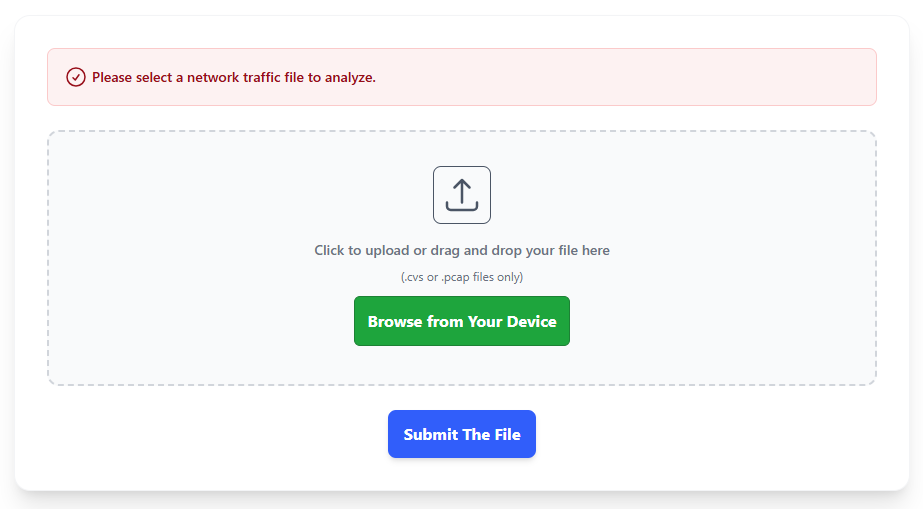 Please select a network traffic file to analyze.
Click to upload or drag and drop your file here
(.cvs or .pcap files only)
Browse from Your Device
Submit The File